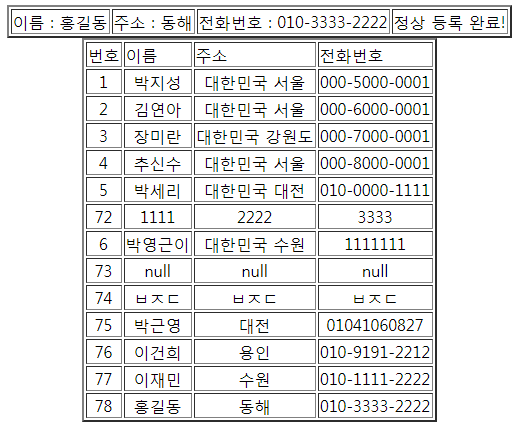 이름 : 홍길동 주소 : 동해 전화번호 : 010-3333-2222 정상 등록 완료!
번호 이름 주소 전화번호
1 박지성 대한민국 서울 000-5000-0001
2 김연아 대한민국 서울 000-6000-0001
3 장미란 대한민국 강원도 000-7000-0001
4 추신수 대한민국 서울 000-8000-0001
5 박세리 대한민국 대전 010-0000-1111
72 1111 2222 3333
6 박영근이 대한민국 수원 1111111
73 null null null
74 ㅂㅈㄷ ㅂㅈㄷ ㅂㅈㄷ
75 박근영 대전 01041060827
76 이건희 용인 010-9191-2212
77 이재민 수원 010-1111-2222
78 홍길동 동해 010-3333-2222